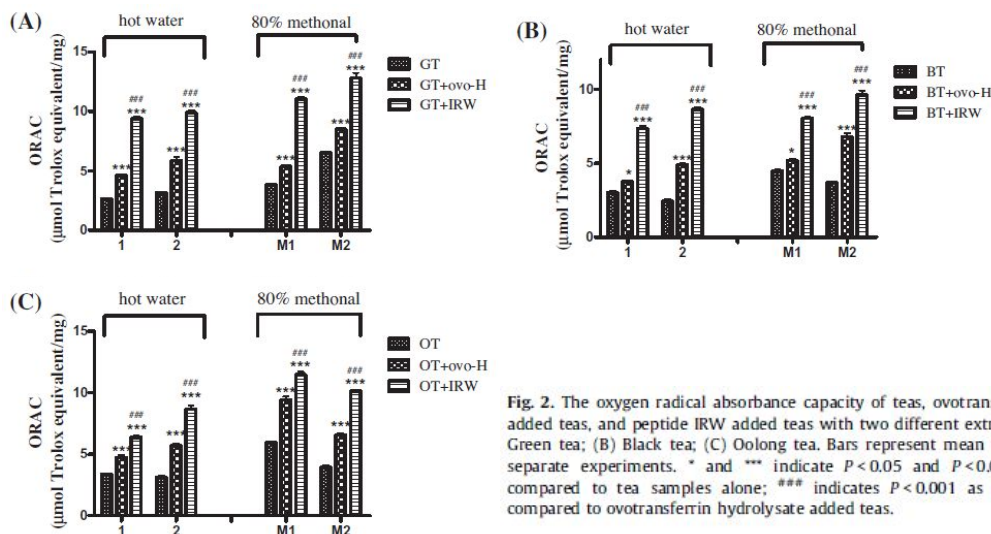 (A)
hot water
80% methonal
ORAC
(µmol Trolox equivalent/mg)
15
10
5
0
***
###
***
***
###
***
***
###
***
***
###
***
1
2
M1
M2
GT
GT+ovo-H
GT+IRW
(B)
hot water
80% methonal
ORAC
(µmol Trolox equivalent/mg)
10
5
0
*
###
***
***
###
***
*
###
***
***
###
***
1
2
M1
M2
BT
BT+ovo-H
BT+IRW
(C)
hot water
80% methonal
ORAC
(µmol Trolox equivalent/mg)
15
10
5
0
***
###
***
***
###
***
***
###
***
***
###
***
1
2
M1
M2
OT
OT+ovo-H
OT+IRW
Fig. 2. The oxygen radical absorbance capacity of teas, ovotrans
added teas, and peptide IRW added teas with two different extr
Green tea; (B) Black tea; (C) Oolong tea. Bars represent mean
separate experiments. * and *** indicate P < 0.05 and P < 0.0
compared to tea samples alone; ### indicates P < 0.001 as
compared to ovotransferrin hydrolysate added teas.